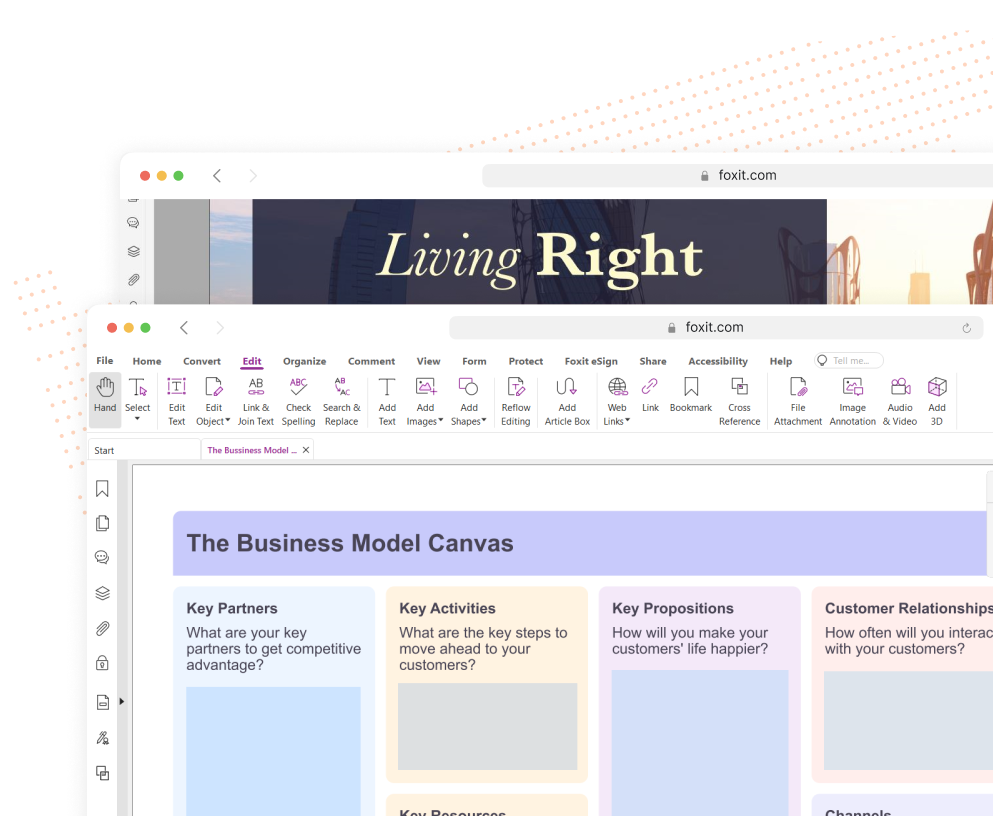 foxit.com
Living Right
foxit.com
File Home Convert Edit Organize Comment View Form Protect Foxit eSign Share Accessibility Help Tell me...
Hand Select Edit Text Edit Object Link & Join Text ABC Check Spelling Search & Replace Add Text Add Images Add Shapes Reflow Editing Add Article Box Web Links Link Bookmark Cross Reference File Attachment Image Annotation Audio & Video Add 3D
Start The Bussiness Model ...
The Business Model Canvas
Key Partners
What are your key
partners to get competitive
advantage?
Key Activities
What are the key steps to
move ahead to your
customers?
Key Propositions
How will you make your
customers' life happier?
Customer Relationships
How often will you interac
with your customers?
Key Resources
Channels